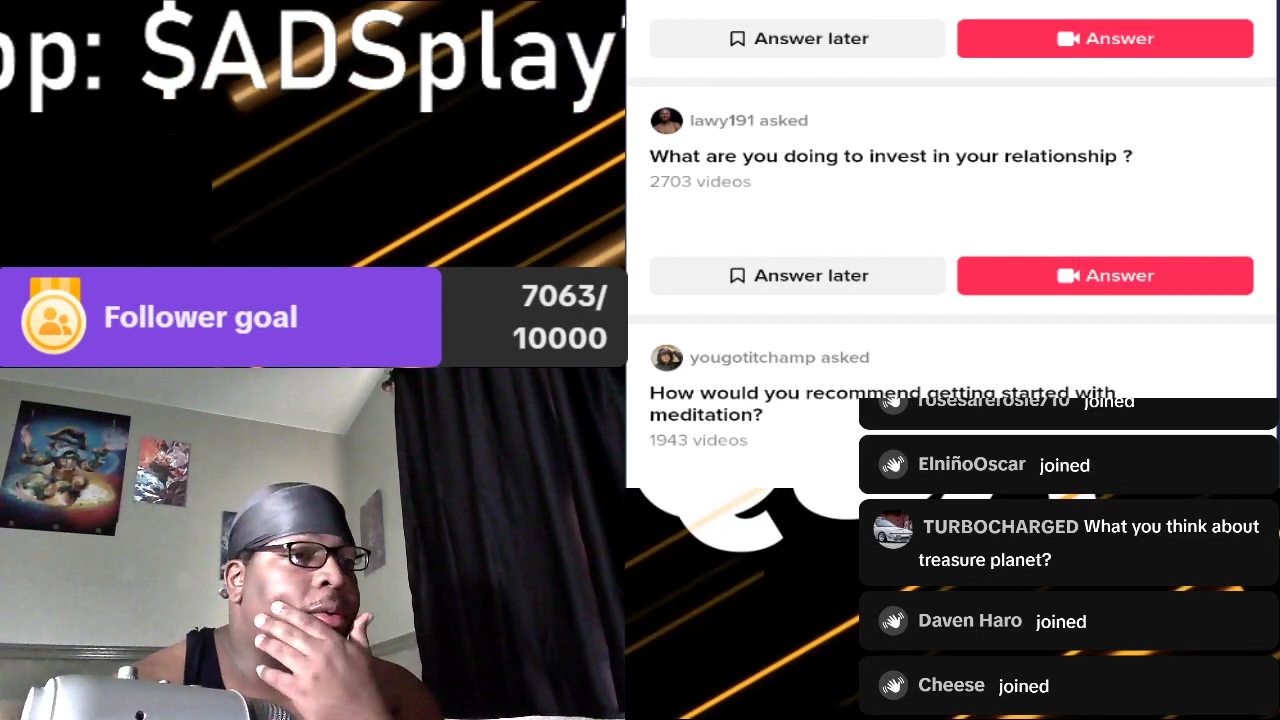 op: $ADSplay
Follower goal
7063/
10000
Answer later
Answer
lawy191 asked
What are you doing to invest in your relationship ?
2703 videos
Answer later
Answer
yougotitchamp asked
How would you recommend getting started with
meditation?
1943 videos
joined
ElniñoOscar joined
TURBOCHARGED What you think about
treasure planet?
Daven Haro joined
Cheese joined